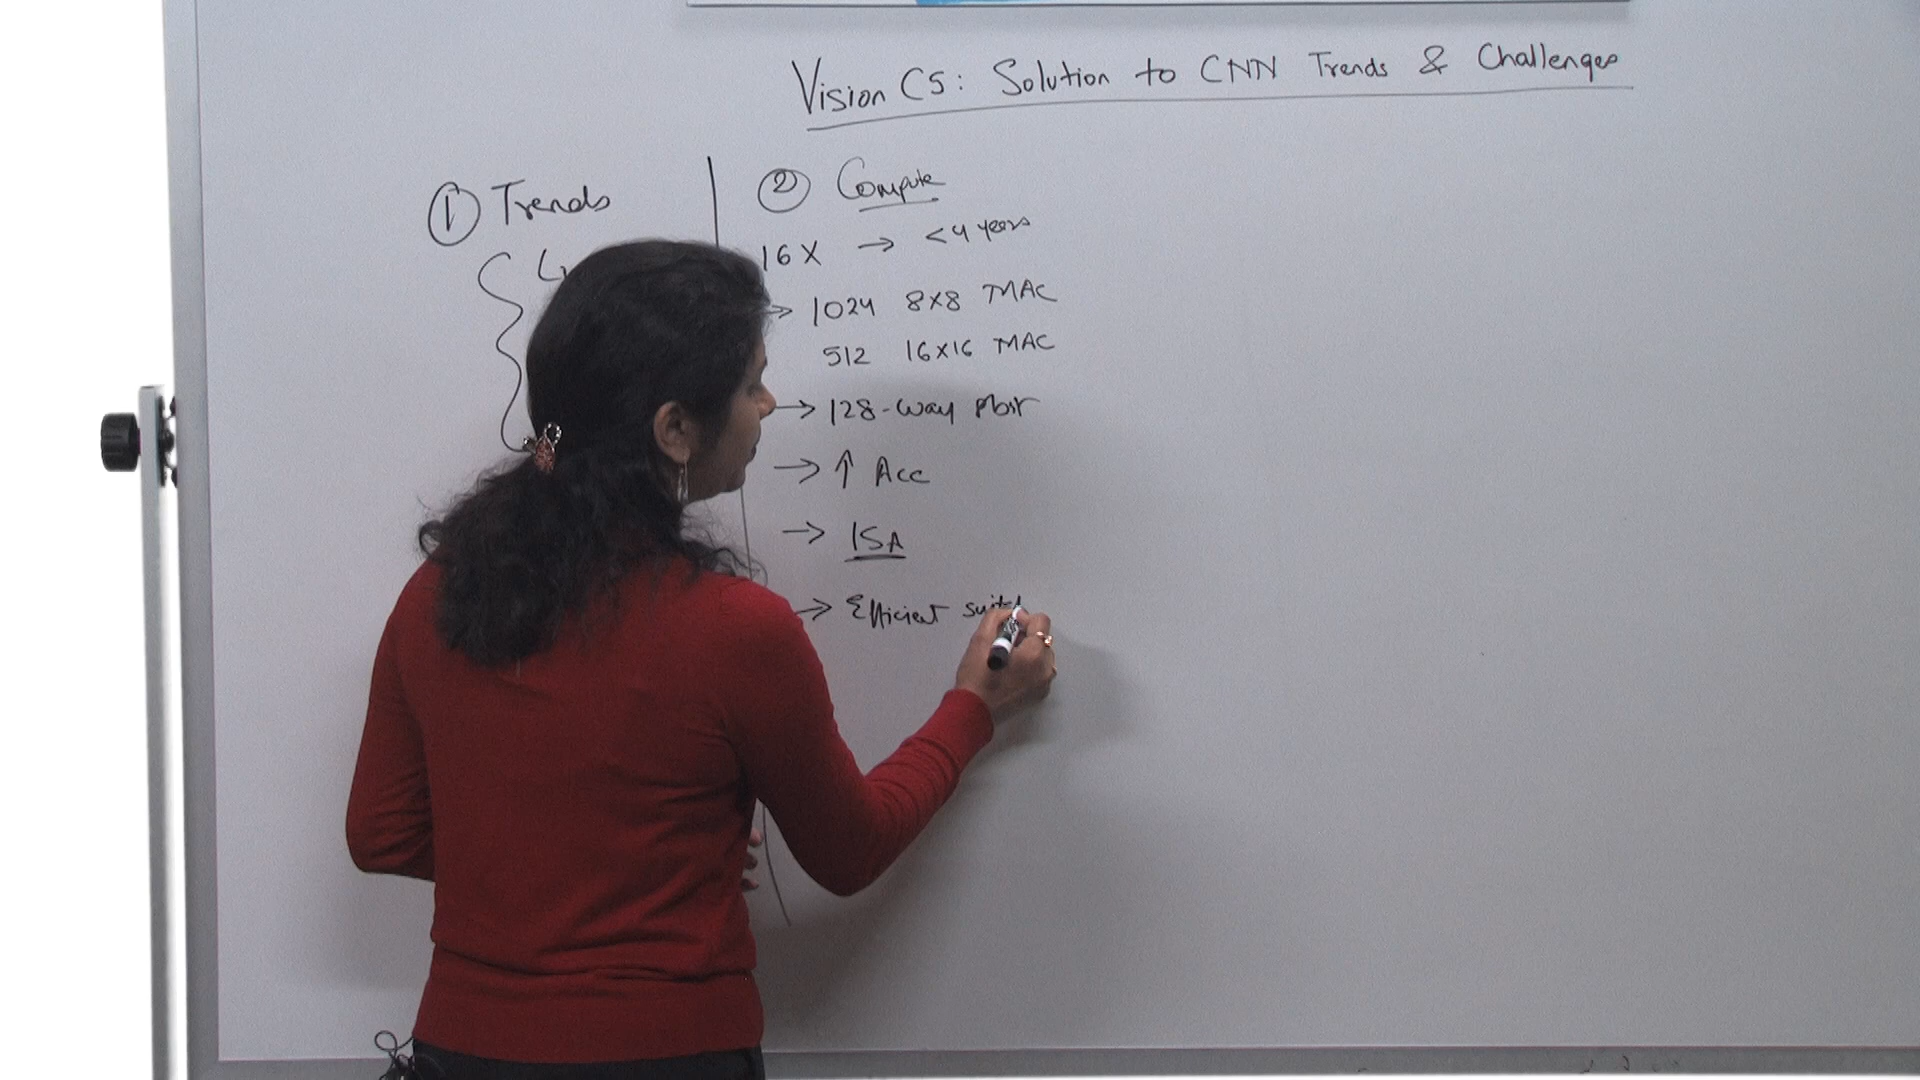 Vision C5: Solution to CNN Trends & Challenges
① Trends
② Compute
16X → <4 years
→ 1024 8x8 MAC
512 16x16 MAC
→ 128-way
→ ↑ Acc
→ ISA
→ Efficient